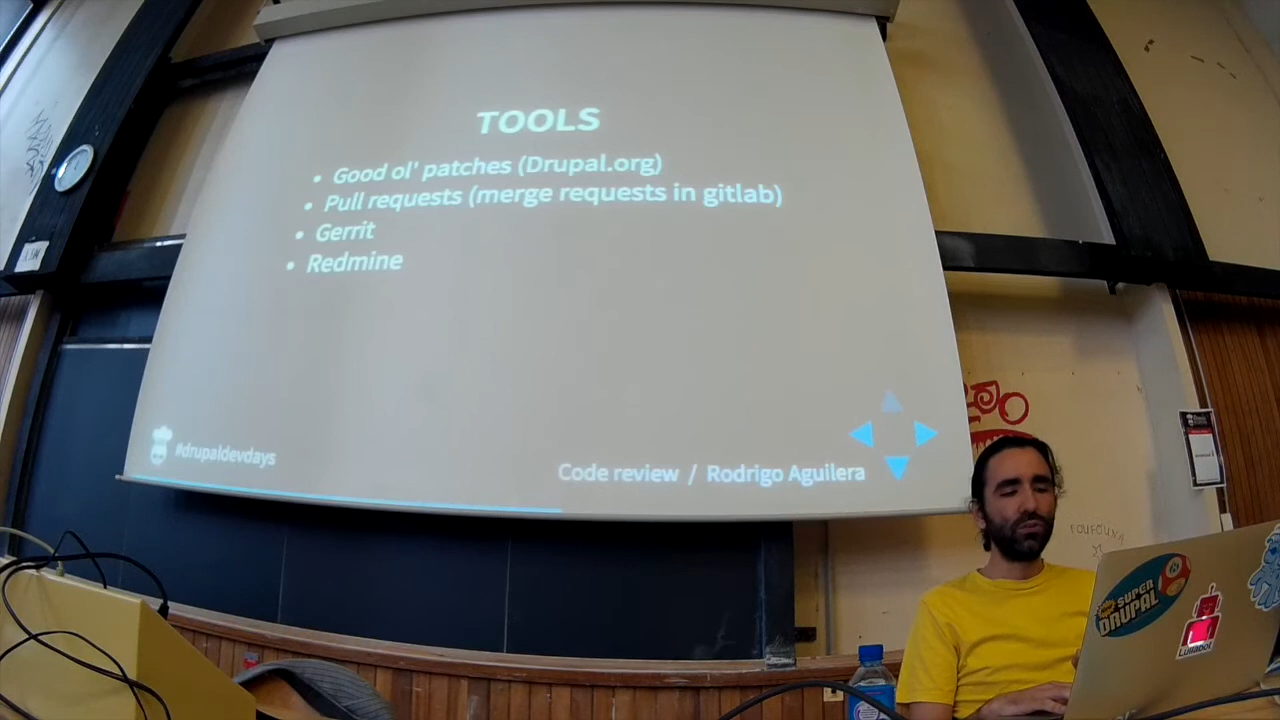 TOOLS
• Good ol' patches (Drupal.org)
• Pull requests (merge requests in gitlab)
• Gerrit
• Redmine
#drupaldevdays
Code review / Rodrigo Aguilera
SUPER
DRUPAL
Lullabot